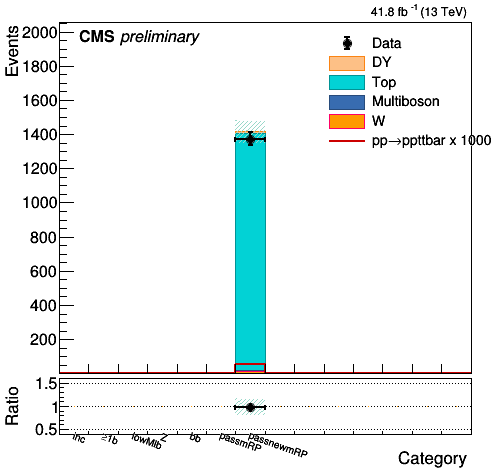 41.8 fb⁻¹ (13 TeV)
CMS preliminary
Events
2000
1800
1600
1400
1200
1000
800
600
400
200
Data
DY
Top
Multiboson
W
pp→ppttbar x 1000
Ratio
1.5
1
0.5
inc
≥1b
lowMlb
Z
bb
passmRP
passnewmRP
Category